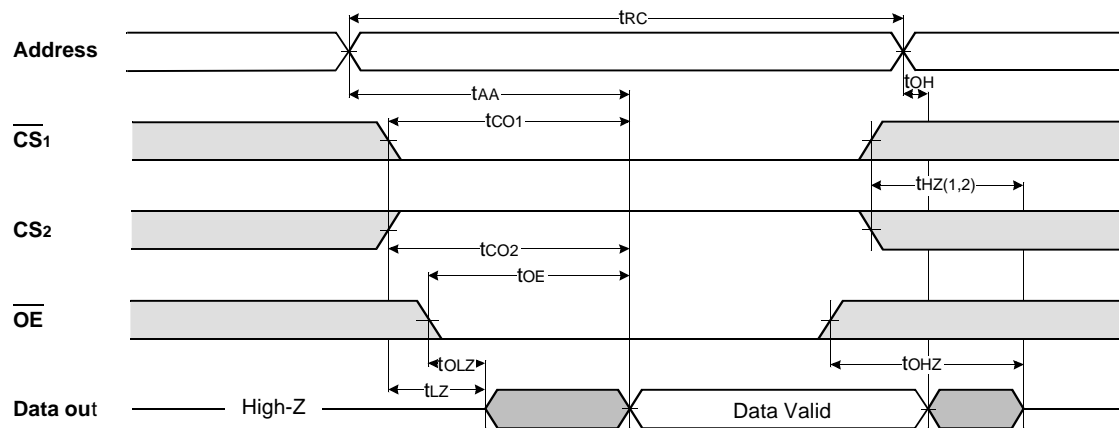 tRC
Address
tOH
tAA
tCO1
CS1
tHZ(1,2)
CS2
tCO2
tOE
OE
tOLZ
tOHZ
tLZ
Data out
High-Z
Data Valid